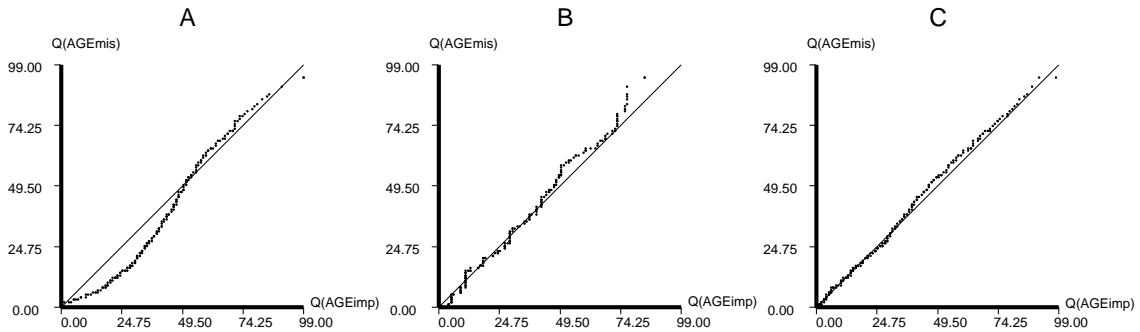 A B C
Q(AGEmis) Q(AGEmis) Q(AGEmis)
99.00 99.00 99.00
74.25 74.25 74.25
49.50 49.50 49.50
24.75 24.75 24.75
0.00 Q(AGEimp) 0.00 Q(AGEimp) 0.00 Q(AGEimp)
0.00 24.75 49.50 74.25 99.00 0.00 24.75 49.50 74.25 99.00 0.00 24.75 49.50 74.25 99.00